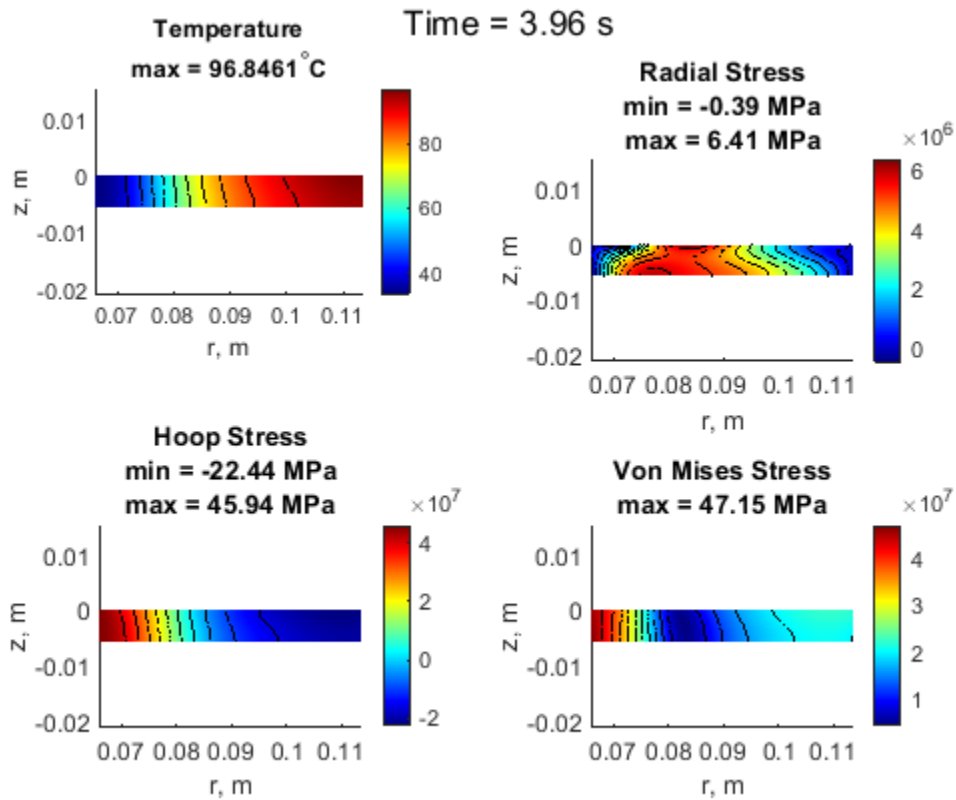 Time = 3.96 s
Temperature
max = 96.8461°C
0.01
0
-0.01
-0.02
z, m
0.07 0.08 0.09 0.1 0.11
r, m
80
60
40
Radial Stress
min = -0.39 MPa
max = 6.41 MPa
×10^6
0.01
0
-0.01
-0.02
z, m
0.07 0.08 0.09 0.1 0.11
r, m
6
4
2
0
Hoop Stress
min = -22.44 MPa
max = 45.94 MPa
×10^7
0.01
0
-0.01
-0.02
z, m
0.07 0.08 0.09 0.1 0.11
r, m
4
2
0
-2
Von Mises Stress
max = 47.15 MPa
×10^7
0.01
0
-0.01
-0.02
z, m
0.07 0.08 0.09 0.1 0.11
r, m
4
3
2
1